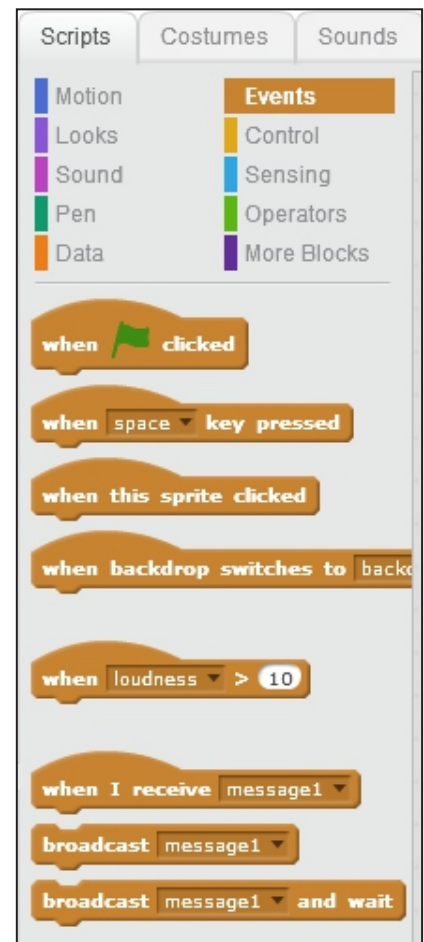 Scripts Costumes Sounds
Motion Events
Looks Control
Sound Sensing
Pen Operators
Data More Blocks
when clicked
when space key pressed
when this sprite clicked
when backdrop switches to
when loudness > 10
when I receive message1
broadcast message1
broadcast message1 and wait